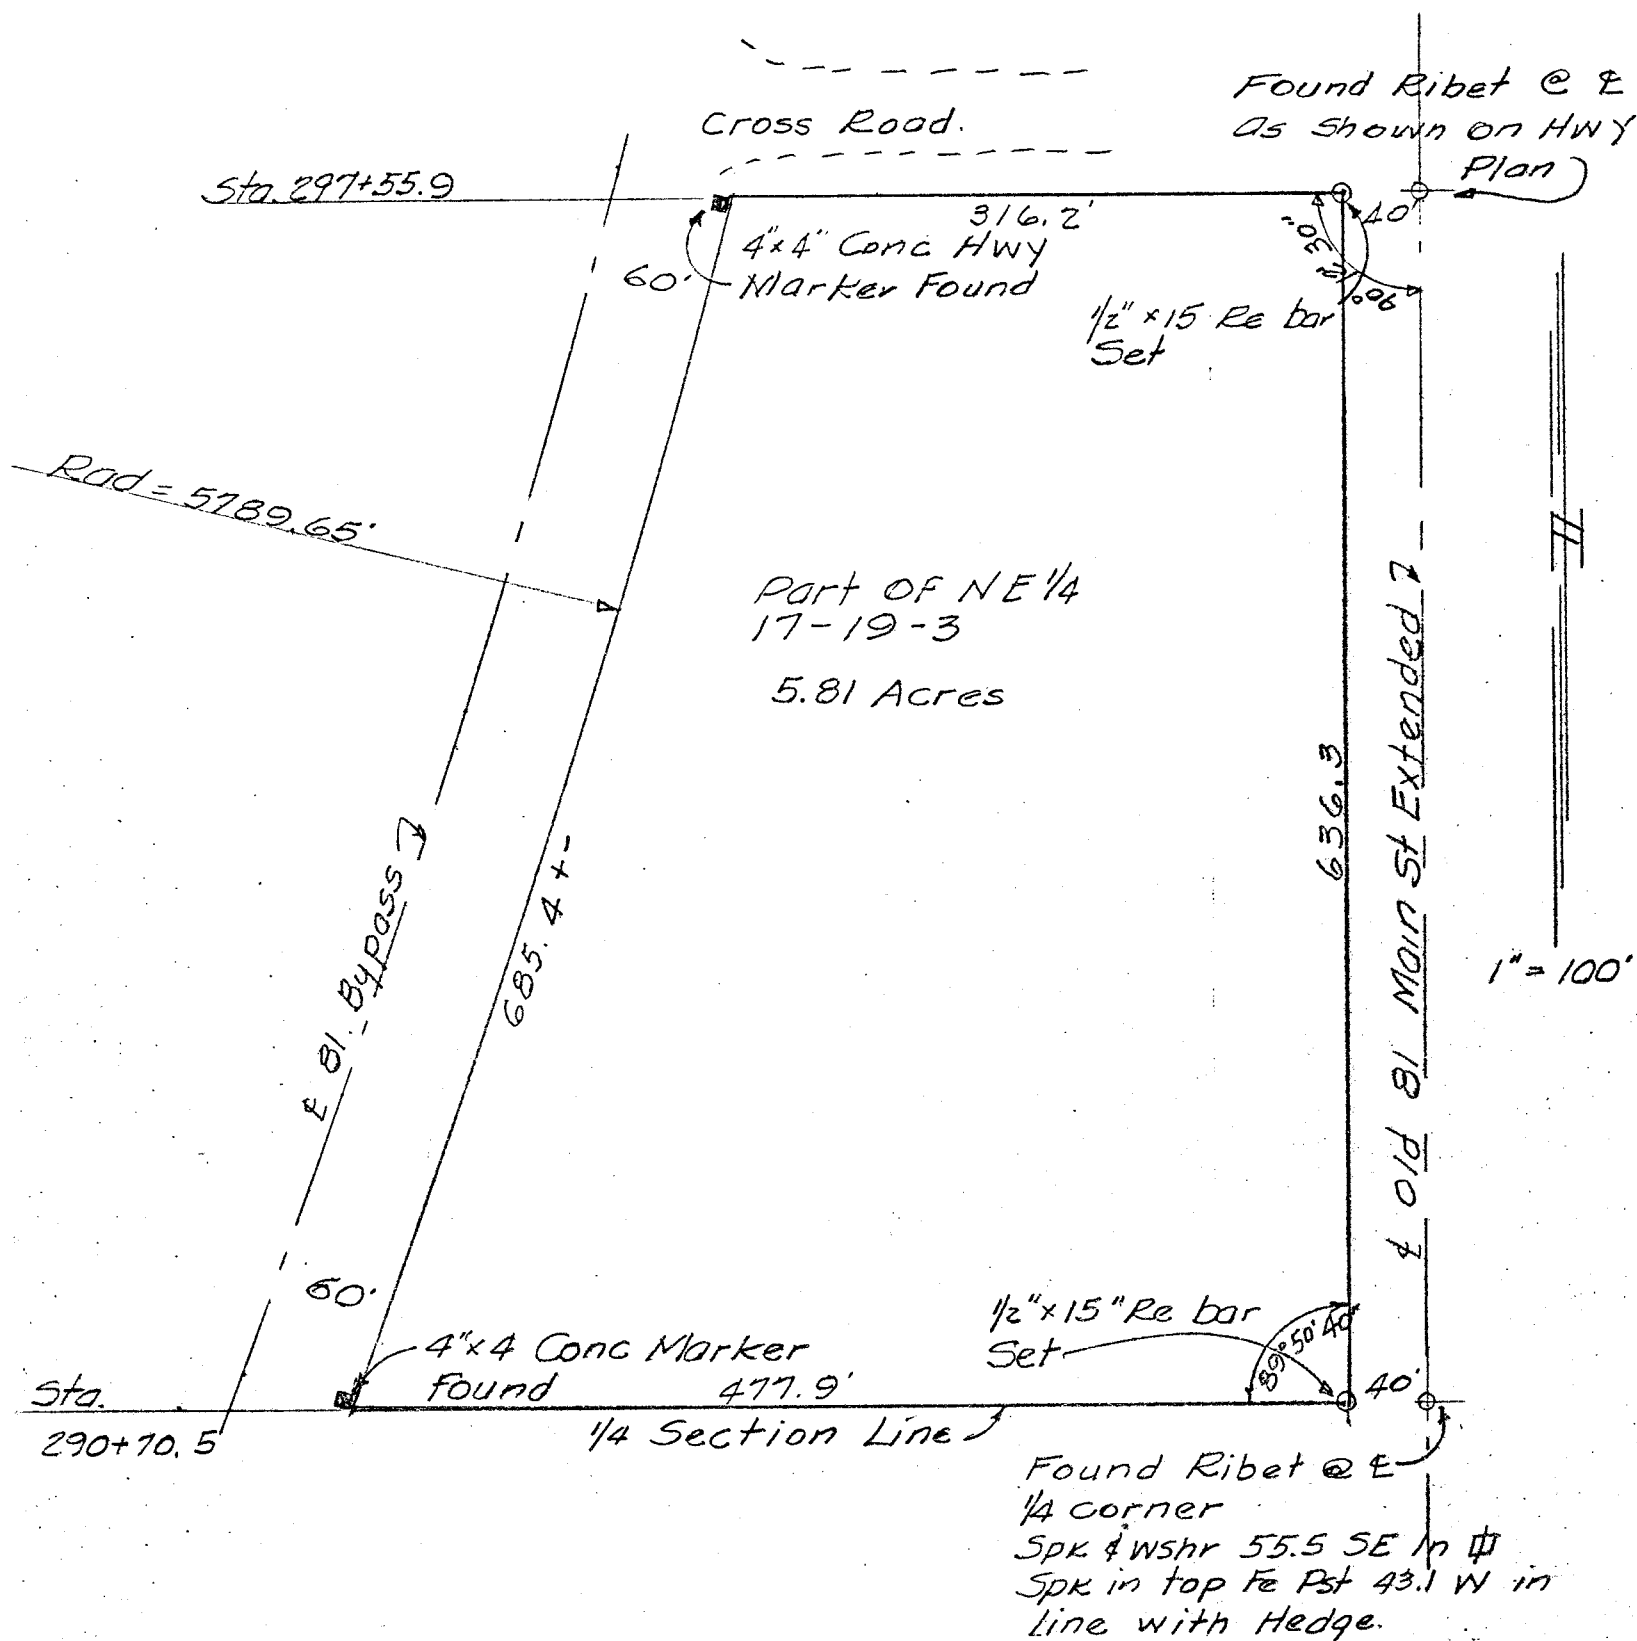 Found Ribet @ ℄
as shown on HWY
Plan
Cross Road.
Sta. 297+55.9
316.2'
40'
4"x4" Conc Hwy
Marker Found
60'
90° 30"
1/2" x 15 Re bar
Set
Rad = 5789.65'
Part OF NE 1/4
17-19-3
5.81 Acres
636.3
℄ Old 81 Main St Extended
1" = 100'
685.4 +-
℄ 81 Bypass
60'
4"x4 Conc Marker
Found
477.9'
1/2" x 15" Re bar
Set
89° 50' 40"
40'
Sta.
290+70.5
1/4 Section Line
Found Ribet @ ℄
1/4 corner
Spk & wshr 55.5 SE in
Spk in top Fe Pst 43.1 W in
line with Hedge.